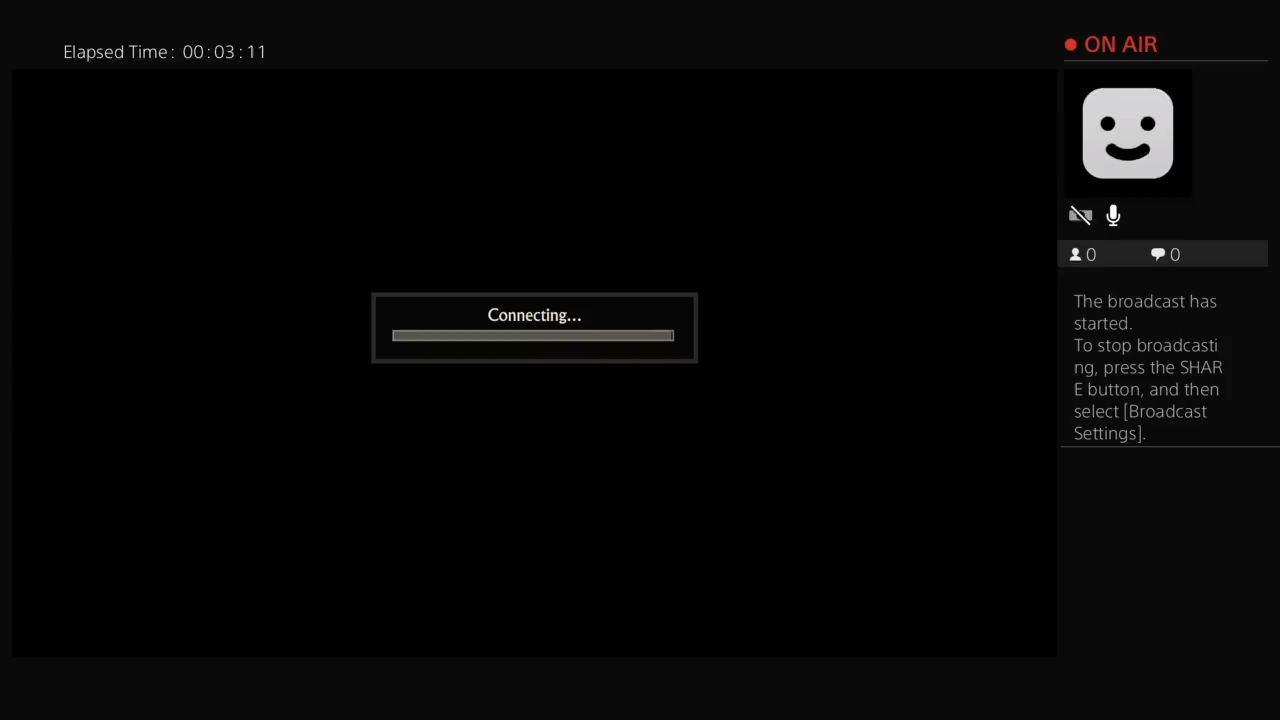 Elapsed Time: 00:03:11
ON AIR
0 0
Connecting...
The broadcast has
started.
To stop broadcasti
ng, press the SHAR
E button, and then
select [Broadcast
Settings].